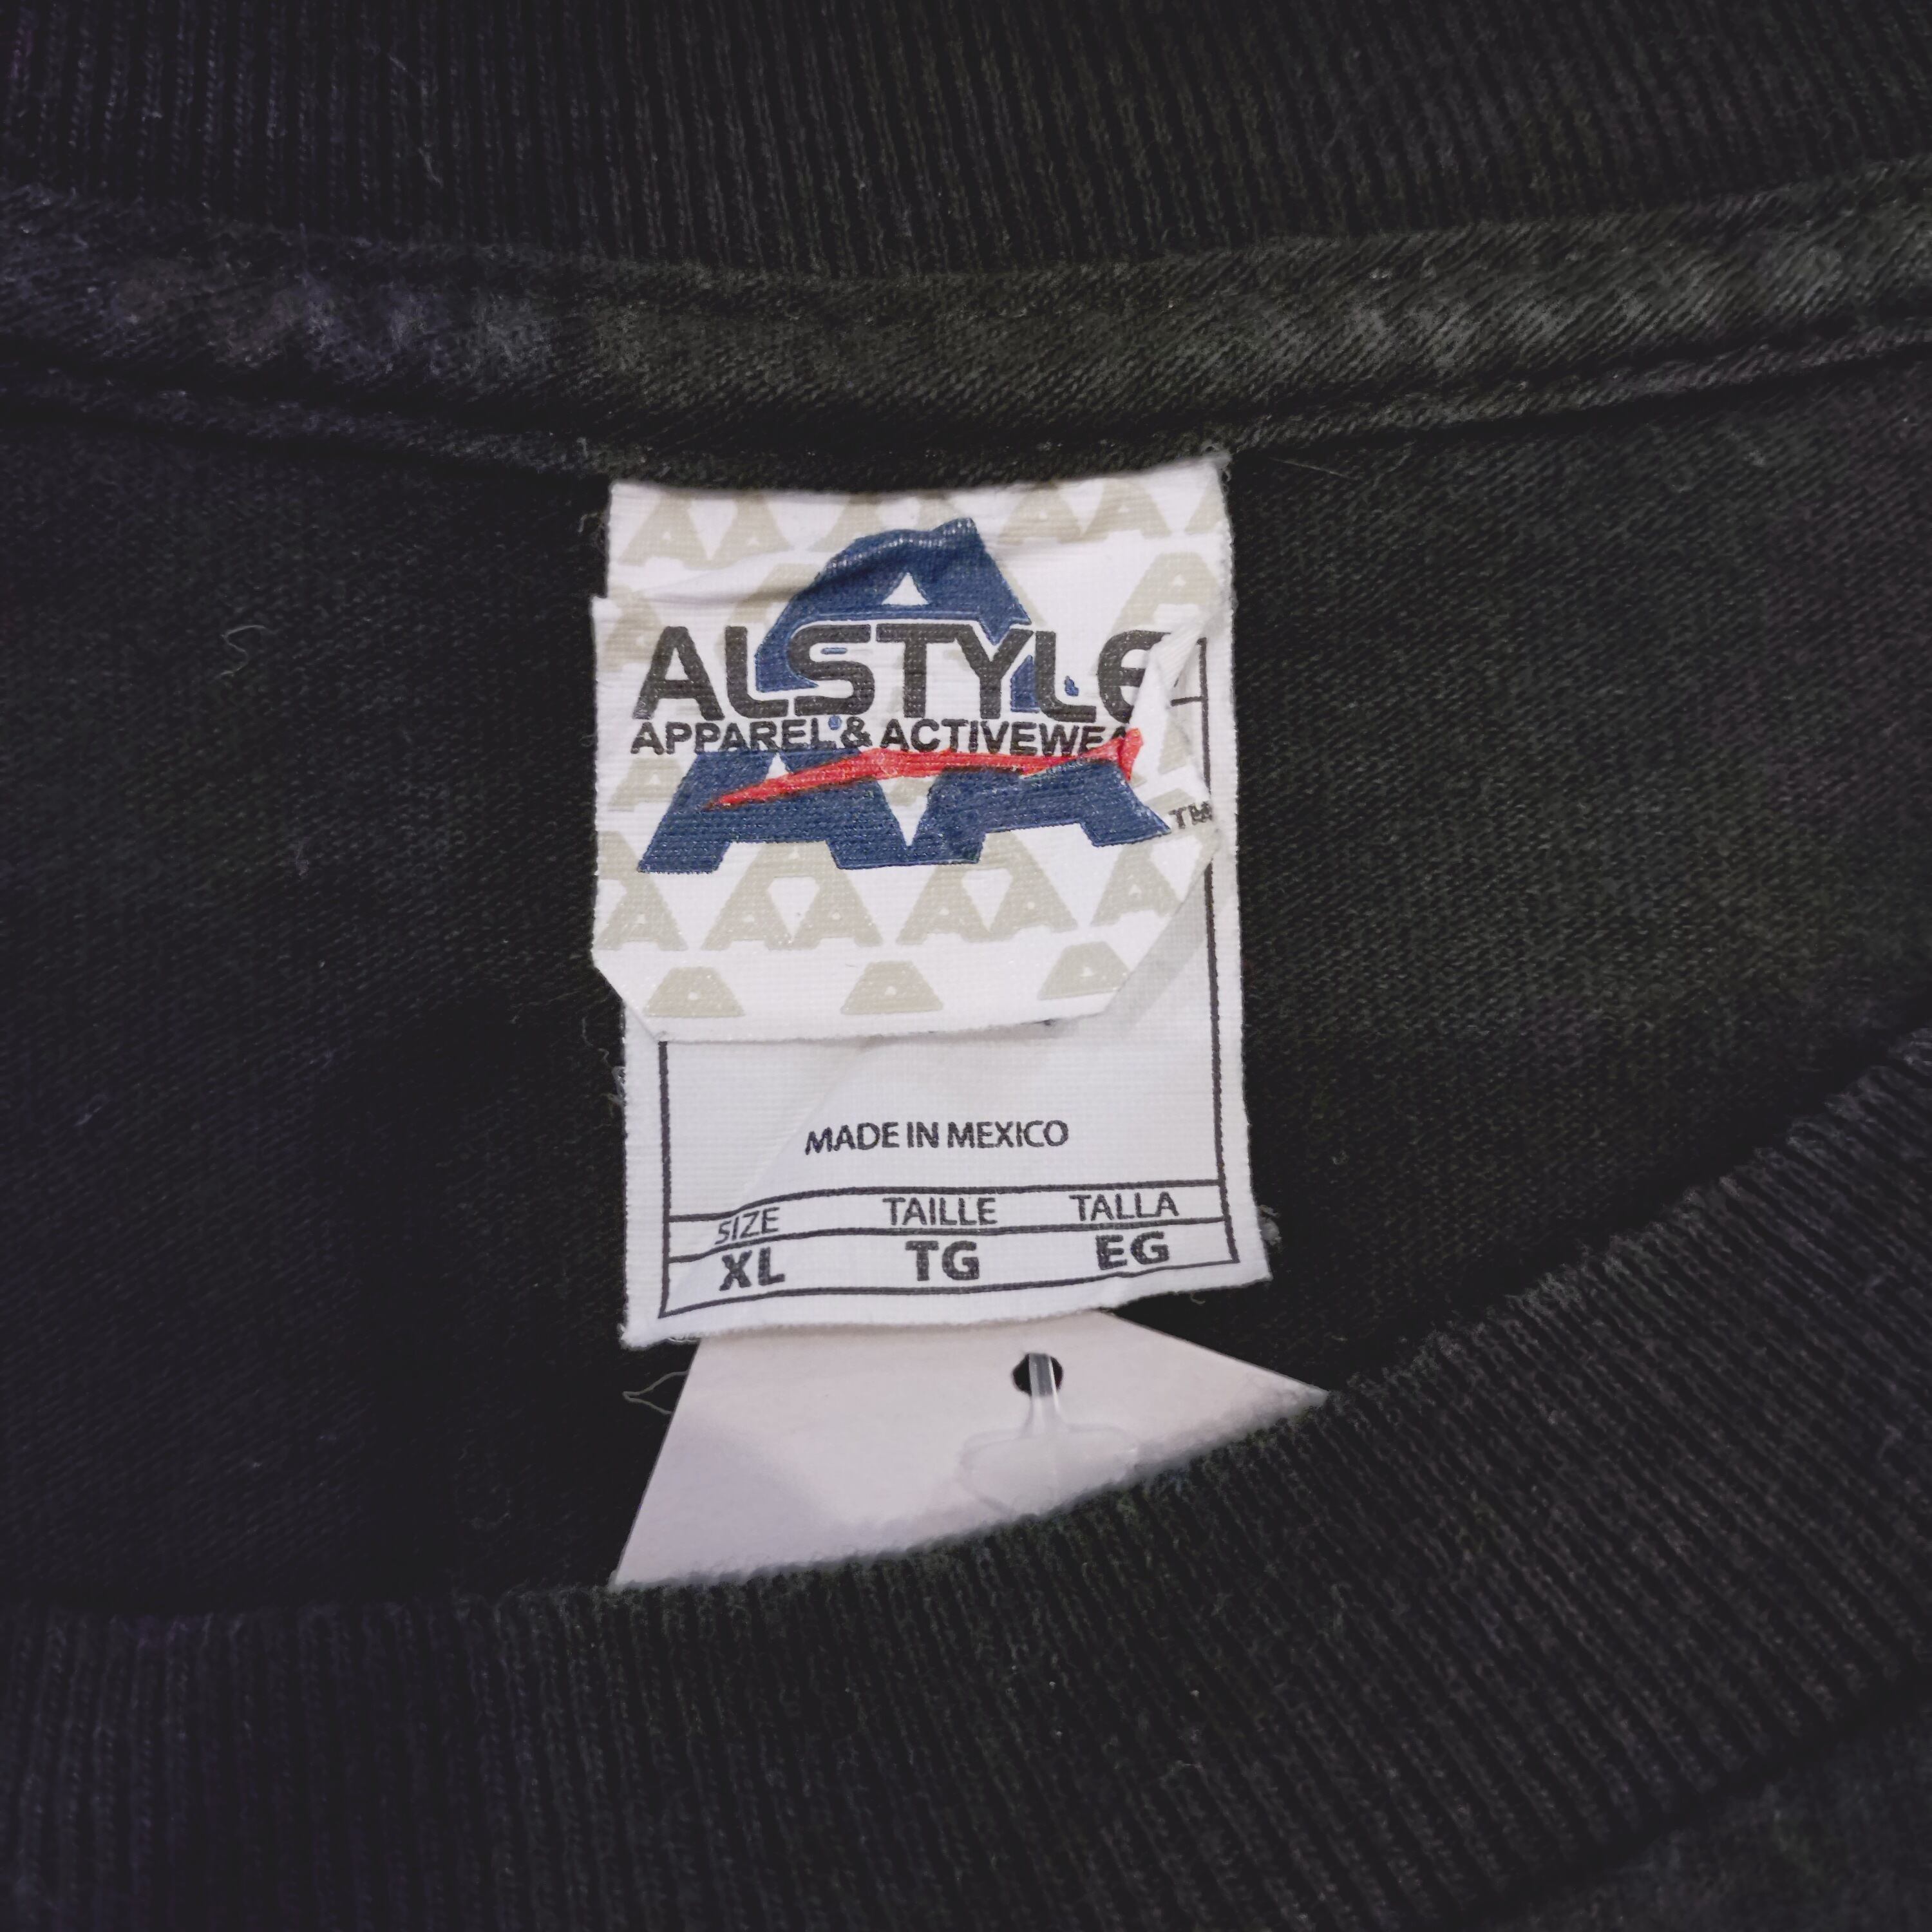 ALSTYLE
APPAREL & ACTIVEWEA
TM
MADE IN MEXICO
SIZE TAILLE TALLA
XL TG EG